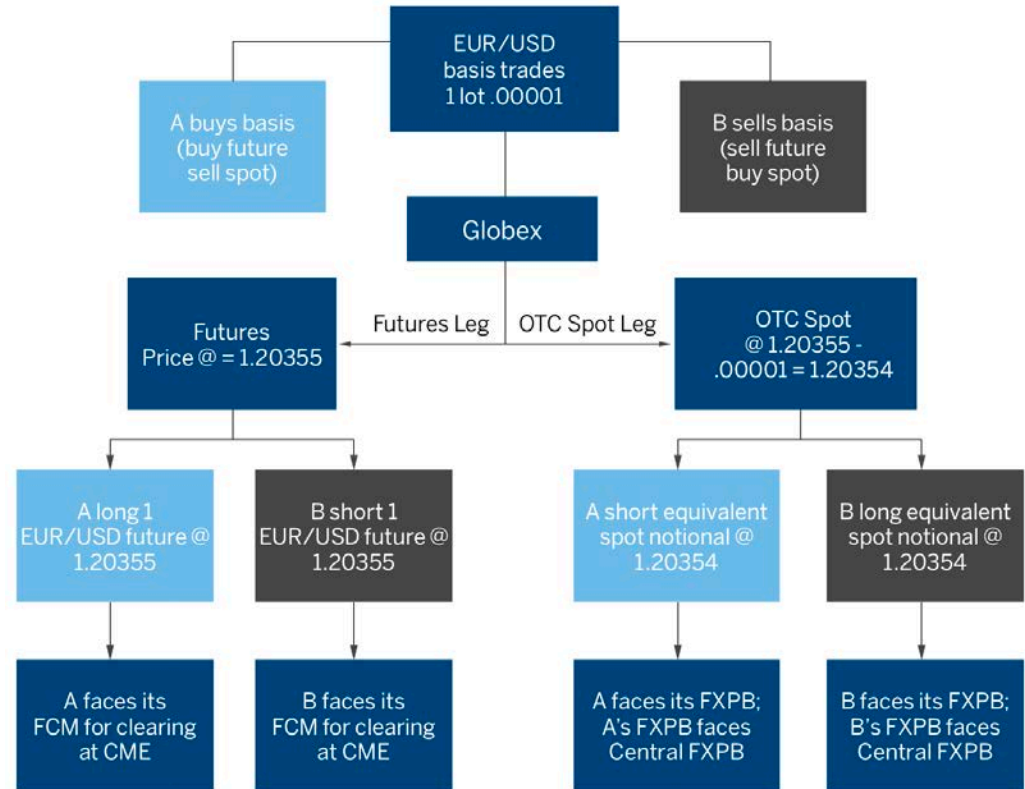 EUR/USD
basis trades
1 lot .00001
A buys basis
(buy future
sell spot)
B sells basis
(sell future
buy spot)
Globex
Futures Leg
OTC Spot Leg
Futures
Price @ = 1.20355
OTC Spot
@ 1.20355 -
.00001 = 1.20354
A long 1
EUR/USD future @
1.20355
B short 1
EUR/USD future @
1.20355
A short equivalent
spot notional @
1.20354
B long equivalent
spot notional @
1.20354
A faces its
FCM for clearing
at CME
B faces its
FCM for clearing
at CME
A faces its FXPB;
A's FXPB faces
Central FXPB
B faces its FXPB;
B's FXPB faces
Central FXPB